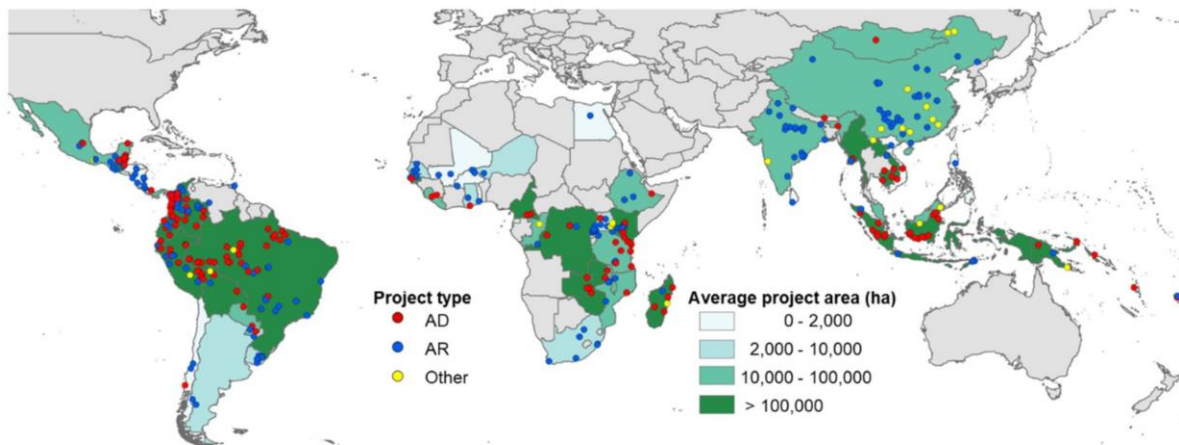 Project type
AD
AR
Other
Average project area (ha)
0 - 2,000
2,000 - 10,000
10,000 - 100,000
> 100,000